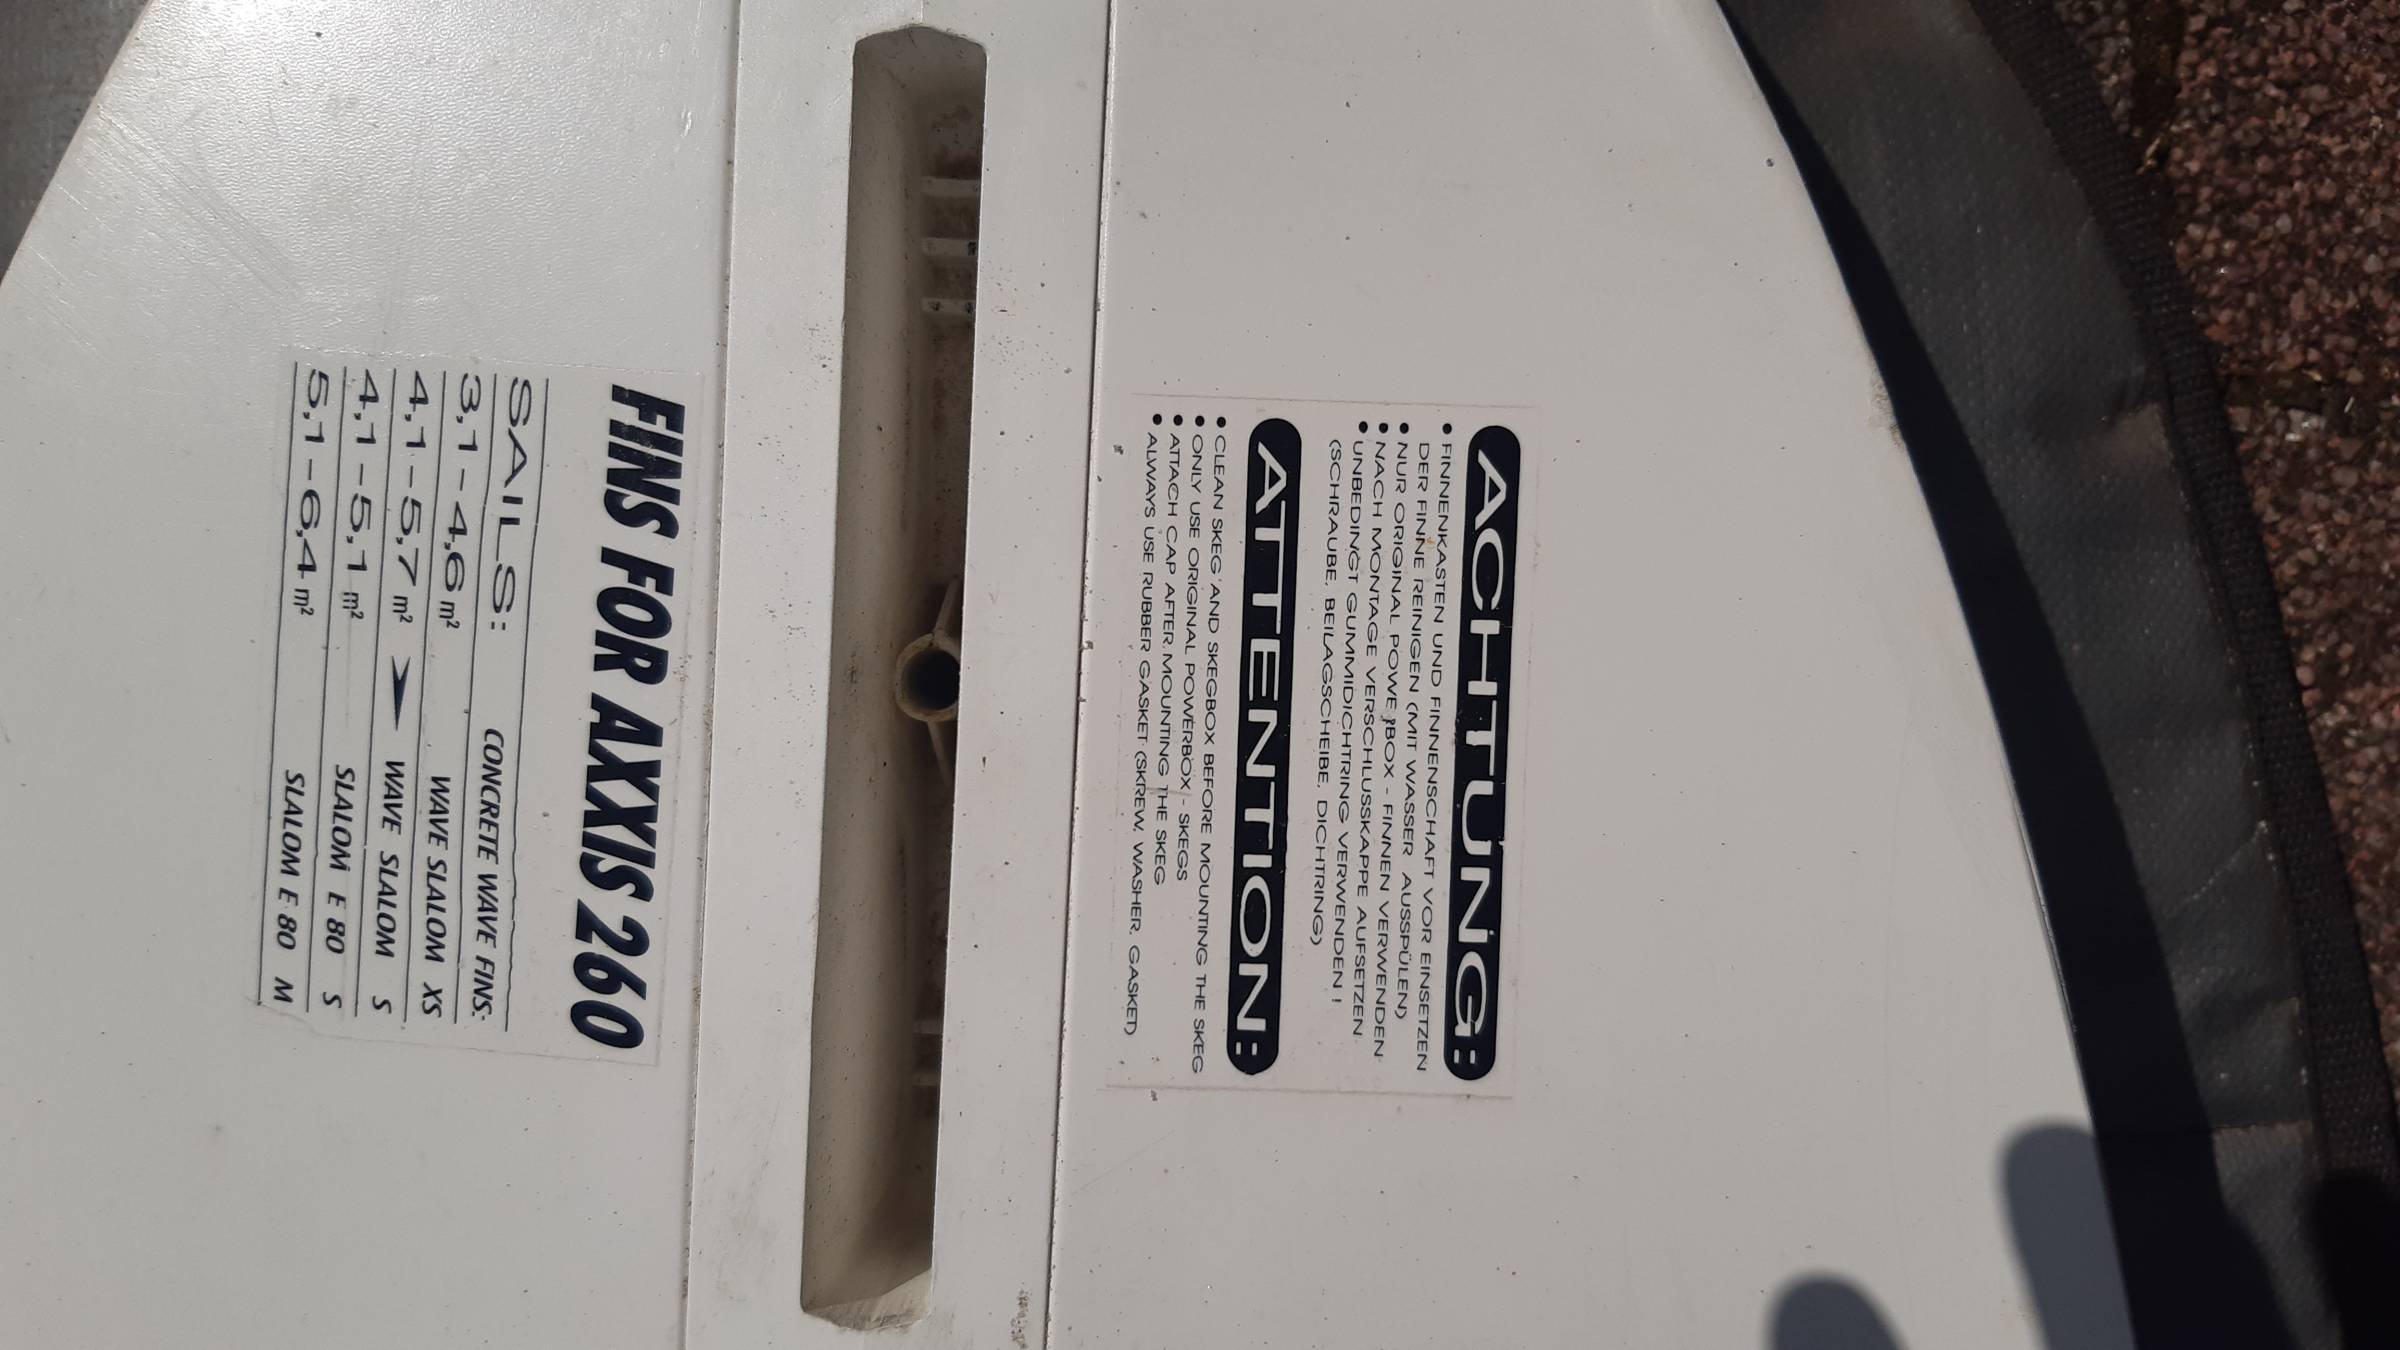 ACHTUNG:
• FINNENKASTEN UND FINNENSCHAFT VOR EINSETZEN
DER FINNE REINIGEN (MIT WASSER AUSSPÜLEN)
• NUR ORIGINAL POWERBOX - FINNEN VERWENDEN
• NACH MONTAGE VERSCHLUSSKAPPE AUFSETZEN
• UNBEDINGT GUMMIDICHTRING VERWENDEN !
(SCHRAUBE, BEILAGSCHEIBE, DICHTRING)
ATTENTION:
• CLEAN SKEG AND SKEGBOX BEFORE MOUNTING THE SKEG
• ONLY USE ORIGINAL POWERBOX - SKEGS
• ATTACH CAP AFTER MOUNTING THE SKEG
• ALWAYS USE RUBBER GASKET (SKREW, WASHER, GASKET)
FINS FOR AXXIS 260
SAILS: CONCRETE WAVE FINS:
3,1 - 4,6 m² WAVE SLALOM XS
4,1 - 5,7 m² ➤ WAVE SLALOM S
4,1 - 5,1 m² SLALOM E 80 S
5,1 - 6,4 m² SLALOM E 80 M